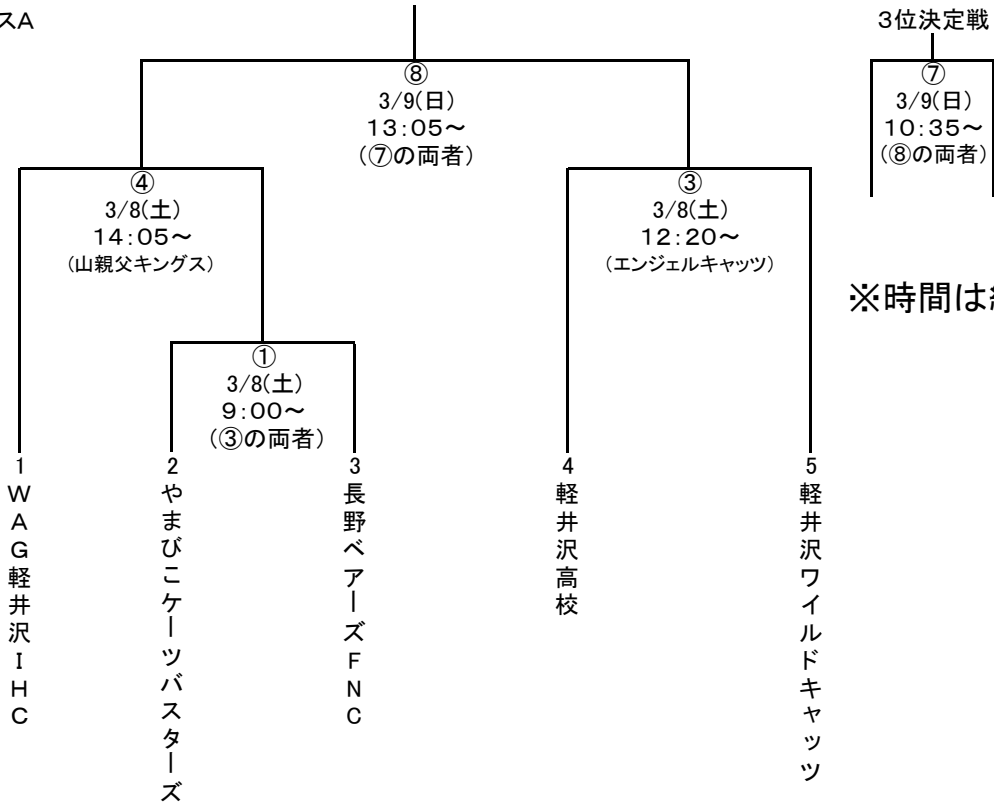 スA
3位決定戦
⑧
3/9(日)
13:05～
(⑦の両者)
⑦
3/9(日)
10:35～
(⑧の両者)
④
3/8(土)
14:05～
(山親父キングス)
③
3/8(土)
12:20～
(エンジェルキャッツ)
※時間は
①
3/8(土)
9:00～
(③の両者)
1
WAG軽井沢IHC
2
やまびこケーツバスターズ
3
長野ベアーズFNC
4
軽井沢高校
5
軽井沢ワイルドキャッツ